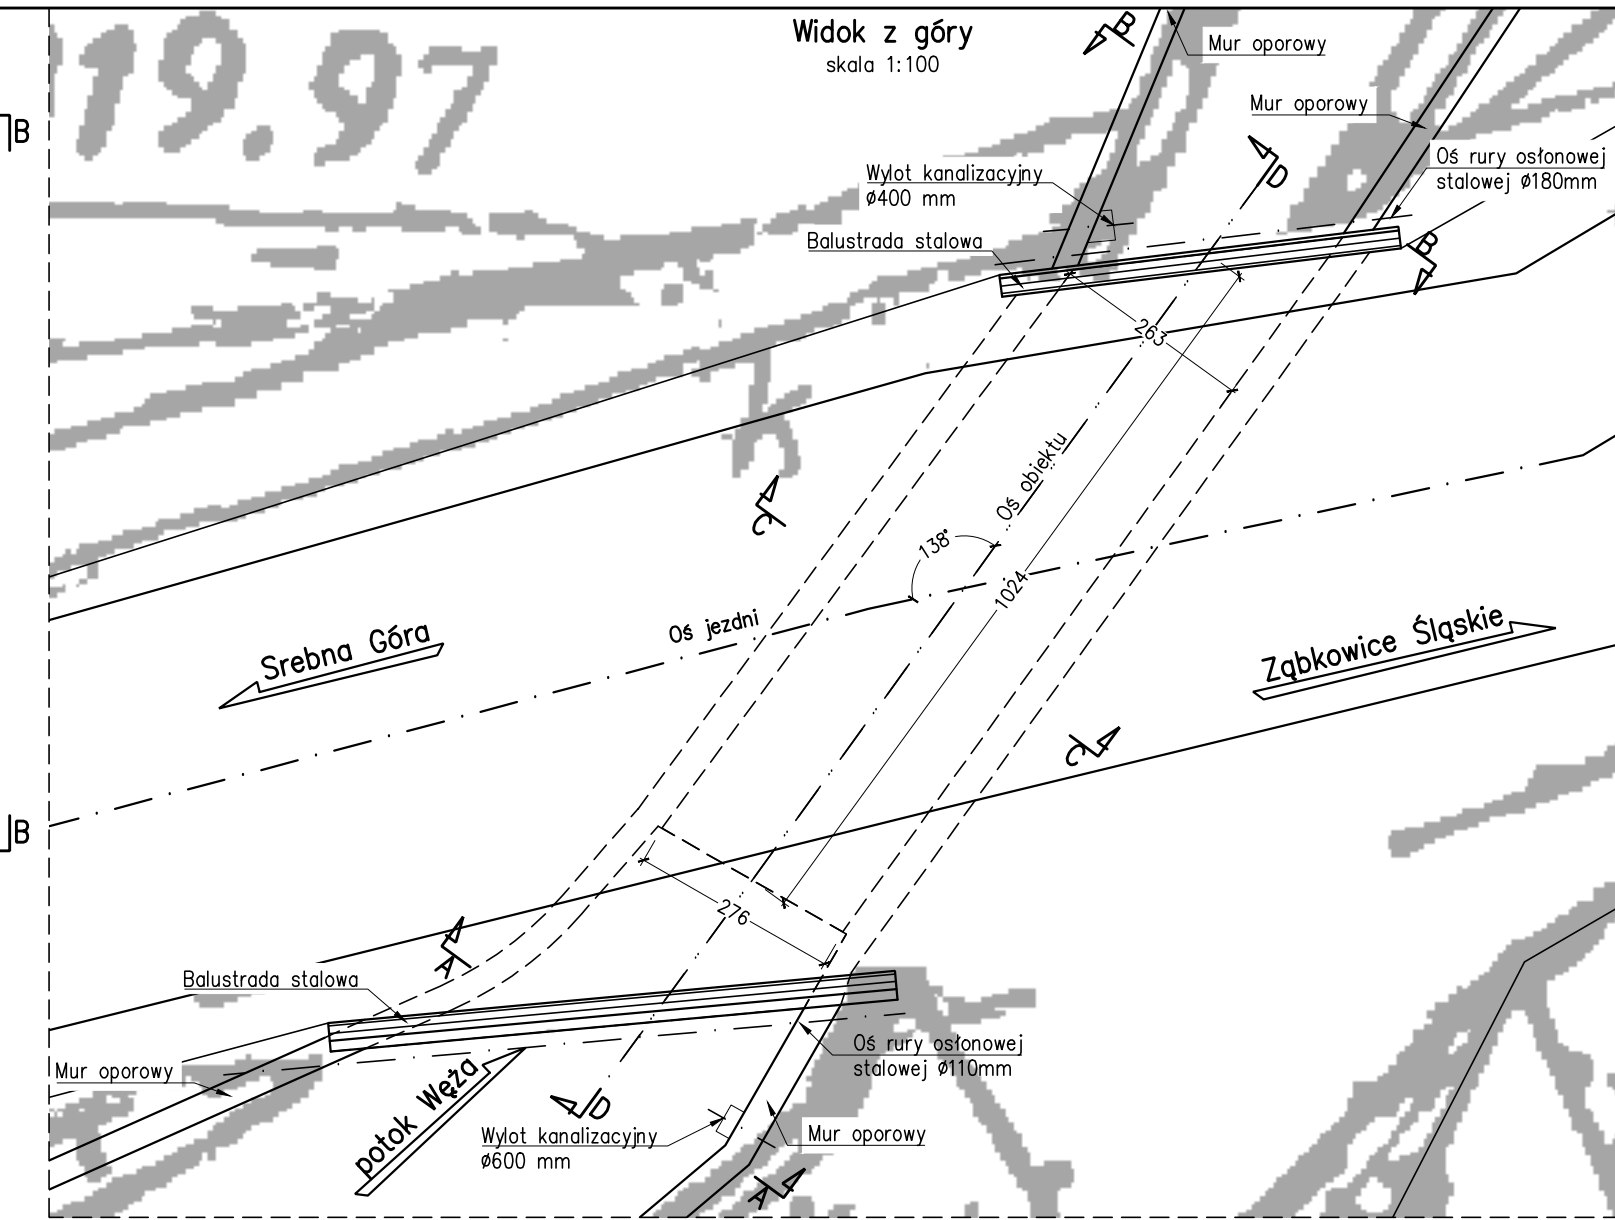 Widok z góry
skala 1:100
19.97
B
B
Mur oporowy
B
Mur oporowy
Oś rury osłonowej
stalowej ø180mm
D
Wylot kanalizacyjny
ø400 mm
Balustrada stalowa
B
263
Oś obiektu
C
138°
1024
Oś jezdni
Srebna Góra
Ząbkowice Śląskie
C
B
276
A
Balustrada stalowa
Oś rury osłonowej
stalowej ø110mm
Mur oporowy
potok Węża
D
Wylot kanalizacyjny
ø600 mm
Mur oporowy
A